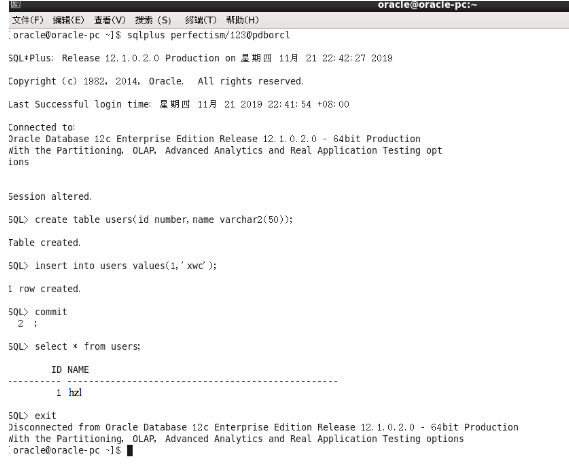 oracle@oracle-pc:~
文件(F) 编辑(E) 查看(V) 搜索 (S) 终端(T) 帮助(H)
[oracle@oracle-pc ~]$ sqlplus perfectism/123@pdborcl
SQL*Plus: Release 12.1.0.2.0 Production on 星期四 11月 21 22:42:27 2019
Copyright (c) 1982, 2014, Oracle.  All rights reserved.
Last Successful login time: 星期四 11月 21 2019 22:41:54 +08:00
Connected to:
Oracle Database 12c Enterprise Edition Release 12.1.0.2.0 - 64bit Production
With the Partitioning, OLAP, Advanced Analytics and Real Application Testing opt
ions
Session altered.
SQL> create table users(id number,name varchar2(50));
Table created.
SQL> insert into users values(1,'xwc');
1 row created.
SQL> commit
2 ;
SQL> select * from users;
ID NAME
---------- --------------------------------------------------
1 hzl
SQL> exit
Disconnected from Oracle Database 12c Enterprise Edition Release 12.1.0.2.0 - 64bit Production
With the Partitioning, OLAP, Advanced Analytics and Real Application Testing options
[oracle@oracle-pc ~]$